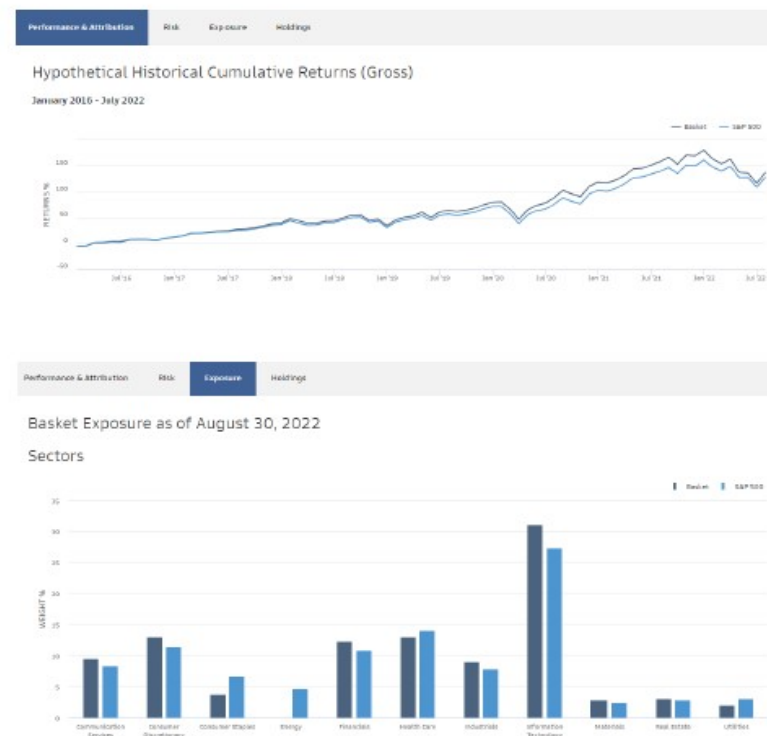 Performance & Attribution Risk Exposure Holdings
Hypothetical Historical Cumulative Returns (Gross)
January 2016 - July 2022
Basket S&P 500
RETURNS %
150
100
50
0
-50
Jul'16 Jan'17 Jul'17 Jan'18 Jul'18 Jan'19 Jul'19 Jan'20 Jul'20 Jan'21 Jul'21 Jan'22 Jul'22
Performance & Attribution Risk Exposure Holdings
Basket Exposure as of August 30, 2022
Sectors
Basket S&P 500
WEIGHT %
35
30
25
20
15
10
5
0
Communication Services Consumer Discretionary Consumer Staples Energy Financials Health Care Industrials Information Technology Materials Real Estate Utilities